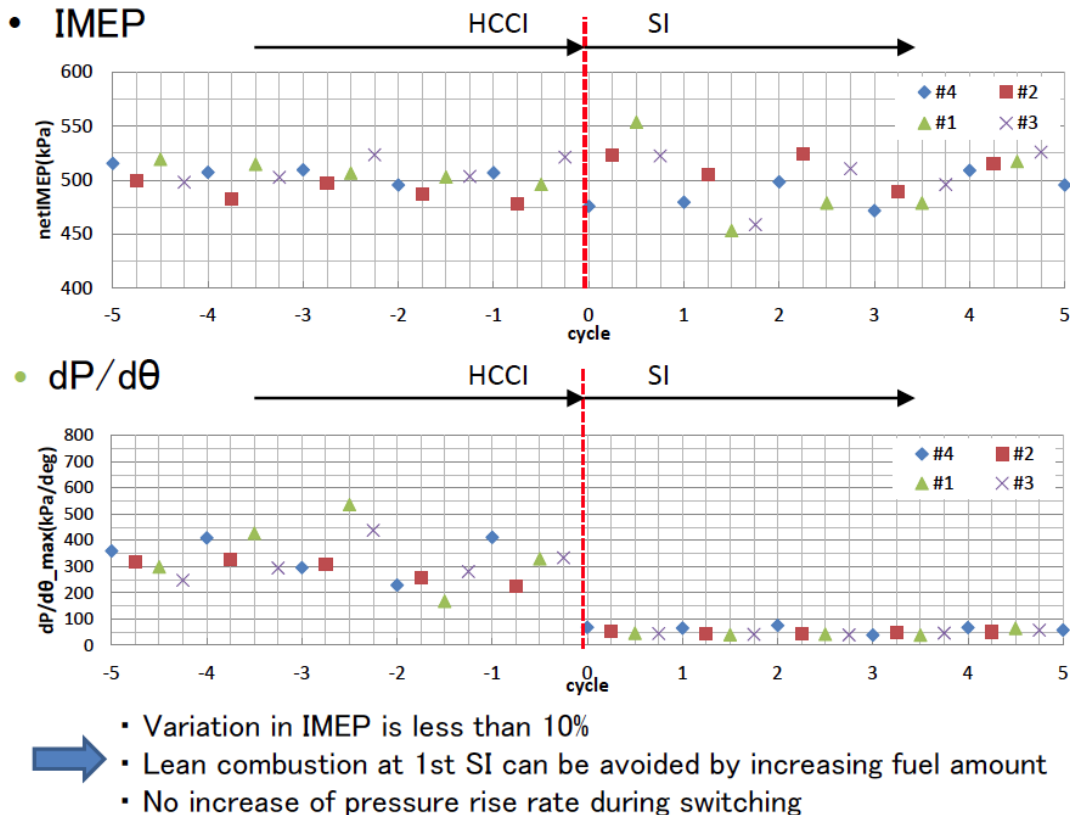 • IMEP
HCCI SI
600
550
500
450
400
netIMEP(kPa)
#4 #2
#1 #3
-5 -4 -3 -2 -1 0 1 2 3 4 5
cycle
• dP/dθ
HCCI SI
800
700
600
500
400
300
200
100
0
dP/dθ_max(kPa/deg)
#4 #2
#1 #3
-5 -4 -3 -2 -1 0 1 2 3 4 5
cycle
・Variation in IMEP is less than 10%
・Lean combustion at 1st SI can be avoided by increasing fuel amount
・No increase of pressure rise rate during switching